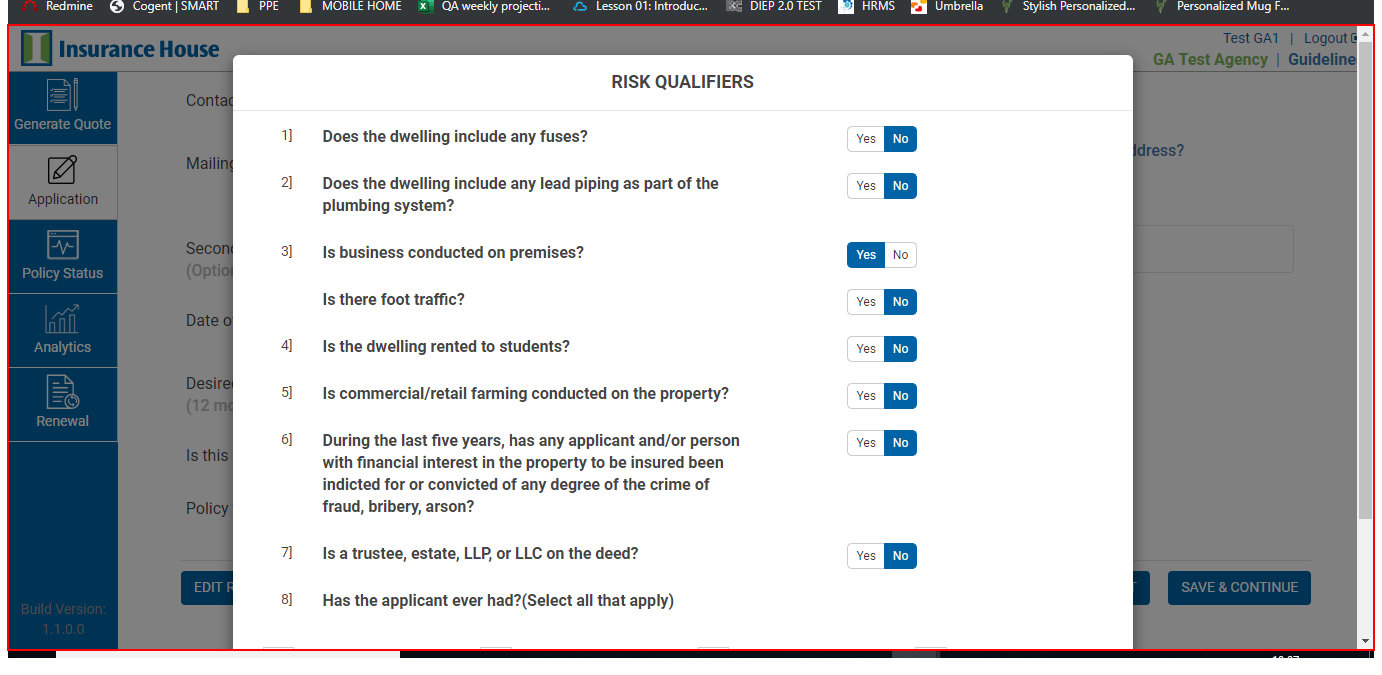 Redmine
Cogent | SMART
PPE
MOBILE HOME
QA weekly projecti...
Lesson 01: Introduc...
DIEP 2.0 TEST
HRMS
Umbrella
Stylish Personalized...
Personalized Mug F...
Insurance House
Test GA1 | Logout
GA Test Agency | Guideline
Generate Quote
Application
Policy Status
Analytics
Renewal
Build Version:
1.1.0.0
Contac
Mailing
ddress?
Second
(Option
Date o
Desired
(12 mo
Is this
Policy
EDIT R
SAVE & CONTINUE
RISK QUALIFIERS
1] Does the dwelling include any fuses? Yes No
2] Does the dwelling include any lead piping as part of the Yes No
plumbing system?
3] Is business conducted on premises? Yes No
Is there foot traffic? Yes No
4] Is the dwelling rented to students? Yes No
5] Is commercial/retail farming conducted on the property? Yes No
6] During the last five years, has any applicant and/or person Yes No
with financial interest in the property to be insured been
indicted for or convicted of any degree of the crime of
fraud, bribery, arson?
7] Is a trustee, estate, LLP, or LLC on the deed? Yes No
8] Has the applicant ever had?(Select all that apply)